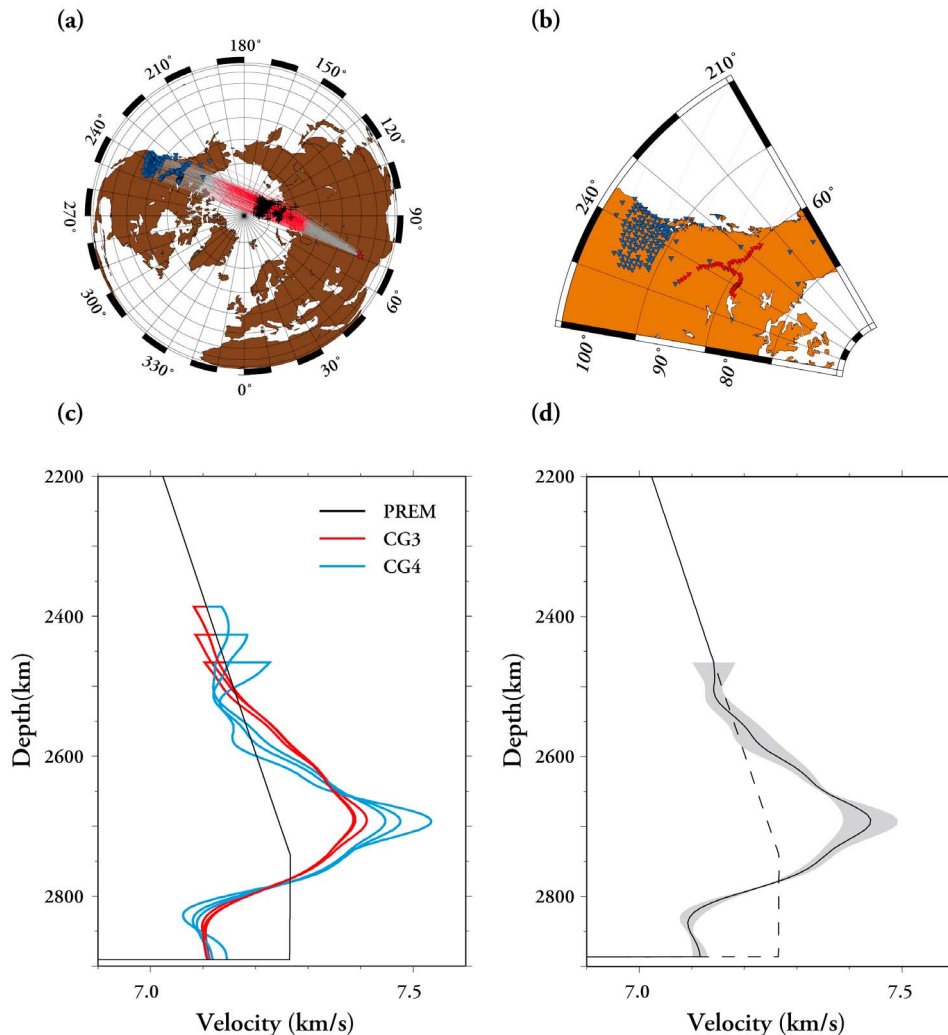 (a)
(b)
180°
210°
150°
240°
120°
270°
90°
300°
60°
330°
30°
0°
210°
240°
60°
100°
90°
80°
(c)
(d)
2200
2400
2600
2800
Depth(km)
PREM
CG3
CG4
7.0
7.5
Velocity (km/s)
2200
2400
2600
2800
Depth(km)
7.0
7.5
Velocity (km/s)